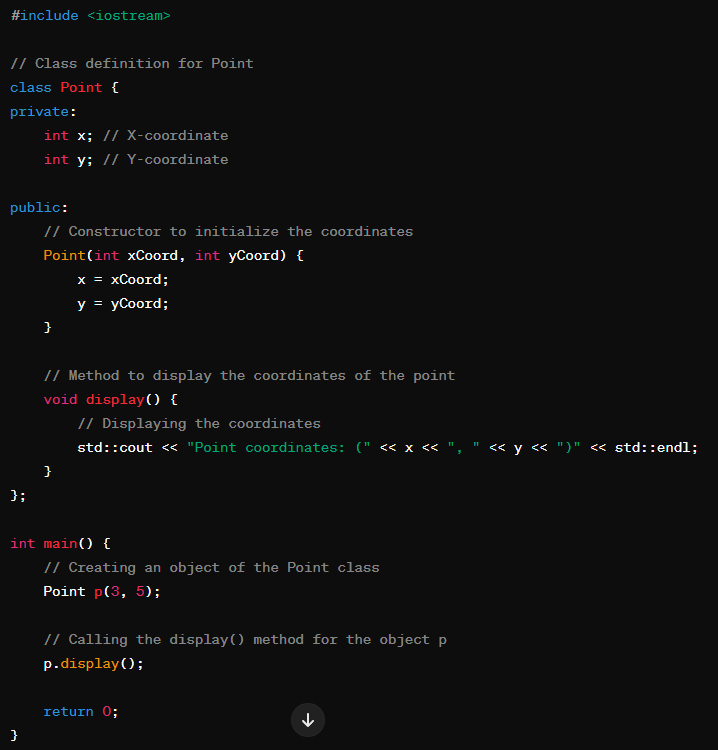 #include <iostream>
// Class definition for Point
class Point {
private:
    int x; // X-coordinate
    int y; // Y-coordinate
public:
    // Constructor to initialize the coordinates
    Point(int xCoord, int yCoord) {
        x = xCoord;
        y = yCoord;
    }
    // Method to display the coordinates of the point
    void display() {
        // Displaying the coordinates
        std::cout << "Point coordinates: (" << x << ", " << y << ")" << std::endl;
    }
};
int main() {
    // Creating an object of the Point class
    Point p(3, 5);
    // Calling the display() method for the object p
    p.display();
    return 0;
}